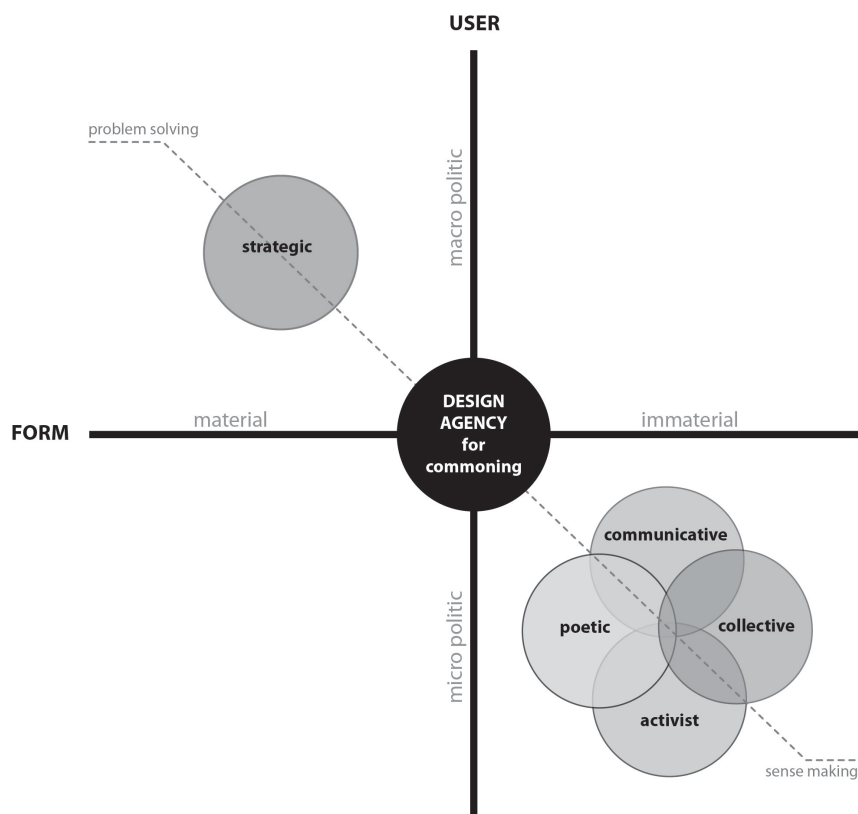 USER
problem solving
macro politic
strategic
DESIGN
AGENCY
for
commoning
FORM
material
immaterial
micro politic
communicative
poetic
collective
activist
sense making